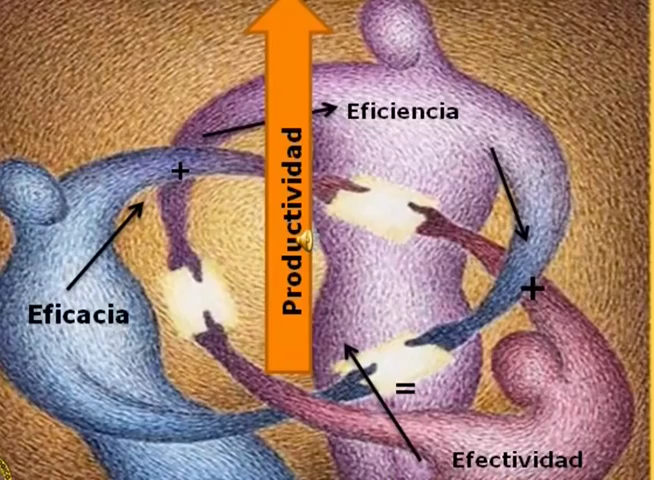 Eficiencia
+
Productividad
Eficacia
+
=
Efectividad